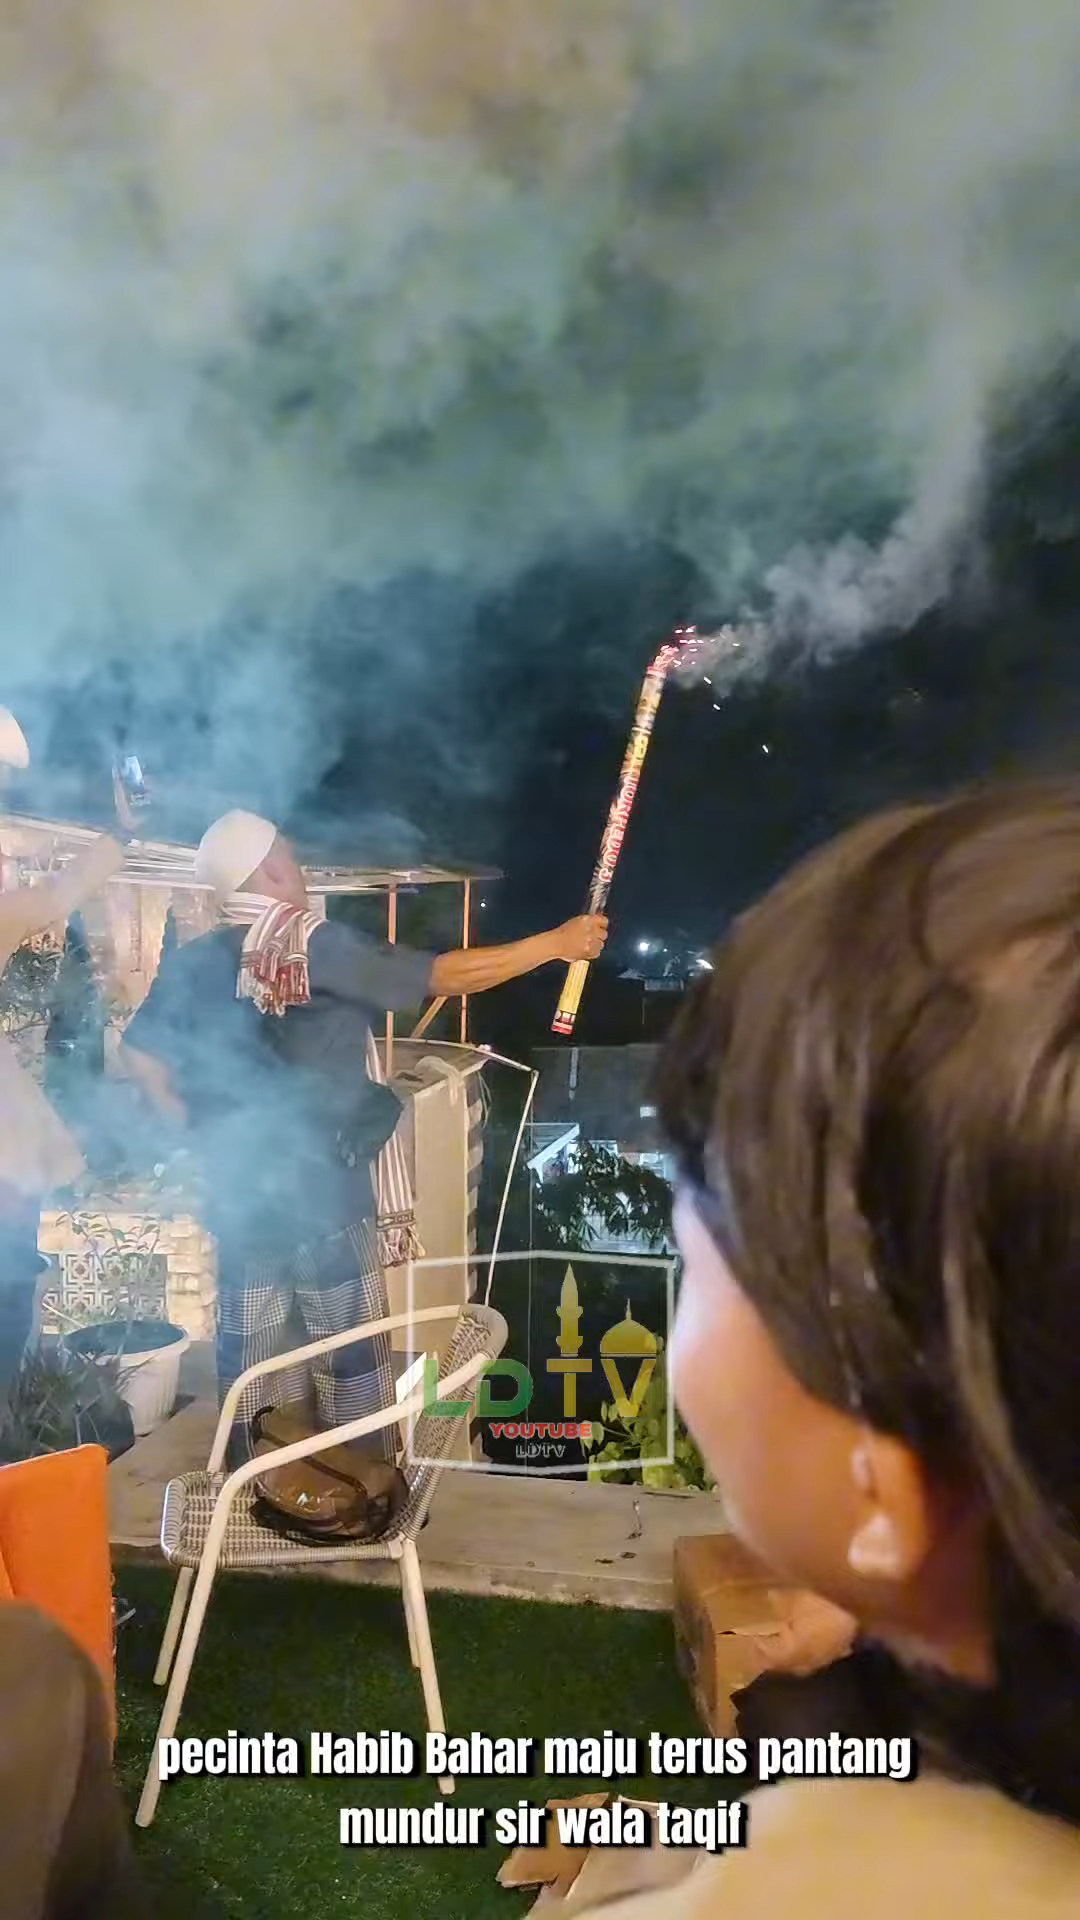 LDTV
YOUTUBE
LDTV
pecinta Habib Bahar maju terus pantang
mundur sir wala taqif